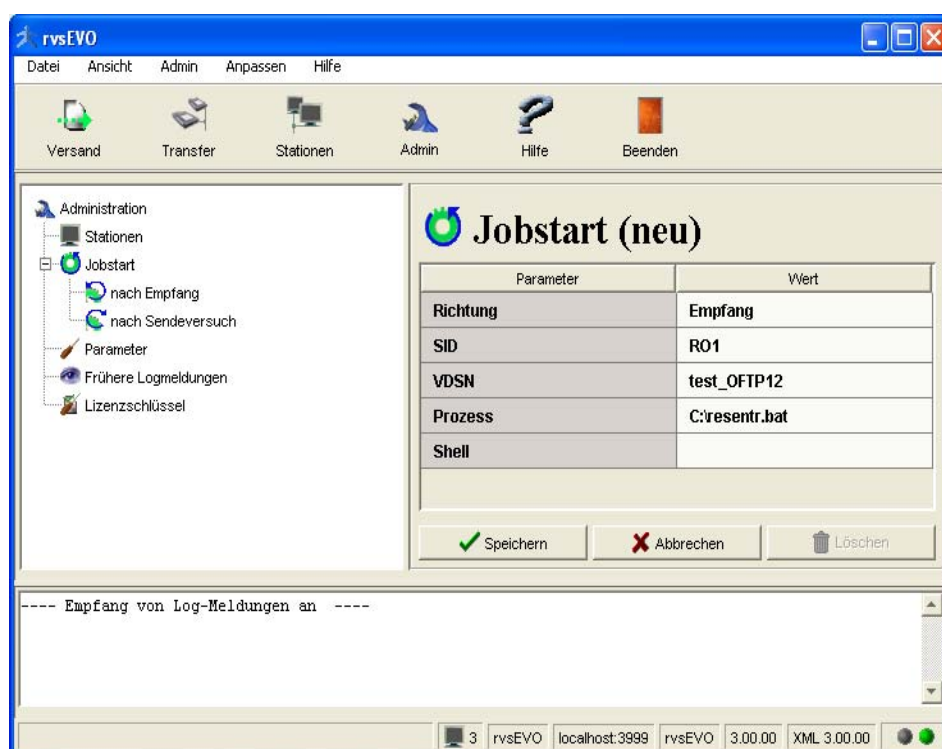 rvsEVO
Datei Ansicht Admin Anpassen Hilfe
Versand Transfer Stationen Admin Hilfe Beenden
Administration
Stationen
Jobstart
nach Empfang
nach Sendeversuch
Parameter
Frühere Logmeldungen
Lizenzschlüssel
Jobstart (neu)
Parameter Wert
Richtung Empfang
SID RO1
VDSN test_OFTP12
Prozess C:\resentr.bat
Shell
Speichern Abbrechen Löschen
---- Empfang von Log-Meldungen an ----
3 rvsEVO localhost:3999 rvsEVO 3.00.00 XML 3.00.00